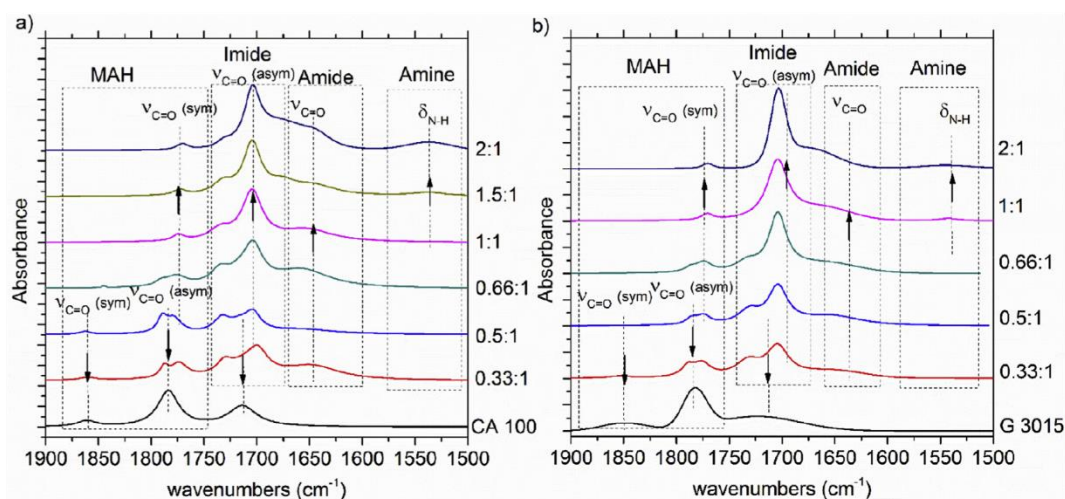 a)
Imide
MAH
νC=O (asym)
Amide
Amine
νC=O (sym)
νC=O
δN-H
2:1
1.5:1
1:1
0.66:1
νC=O (sym)
νC=O (asym)
0.5:1
0.33:1
CA 100
Absorbance
1900 1850 1800 1750 1700 1650 1600 1550 1500
wavenumbers (cm-1)
b)
Imide
MAH
νC=O (asym)
Amide
Amine
νC=O (sym)
νC=O
δN-H
2:1
1:1
0.66:1
νC=O (sym)
νC=O (asym)
0.5:1
0.33:1
G 3015
Absorbance
1900 1850 1800 1750 1700 1650 1600 1550 1500
wavenumbers (cm-1)